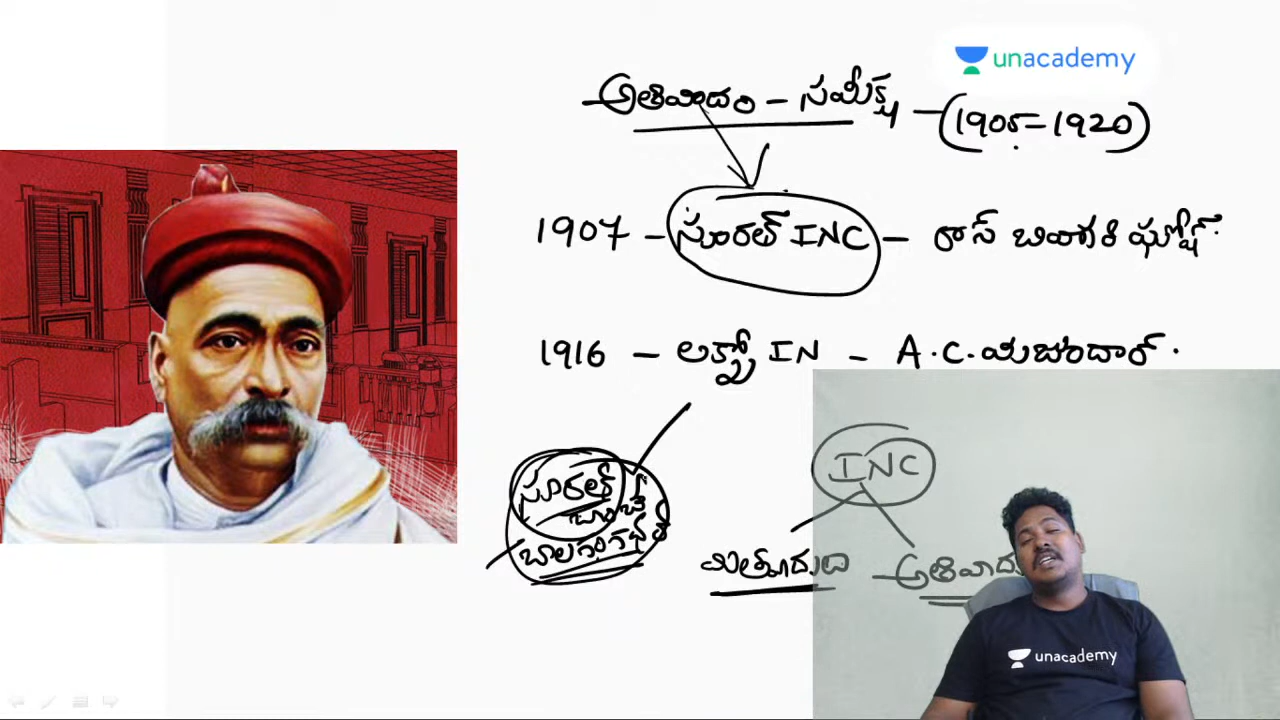 unacademy
అతివాదం - సమీక్ష - (1905-1920)
1907 - సూరత్ INC - రాస్ బిహారి ఘోష్.
1916 - లక్నో IN - A.C. మజుందార్.
INC
సూరత్
బాలగంగాధర్
మితవాదు
అతివాదు
unacademy